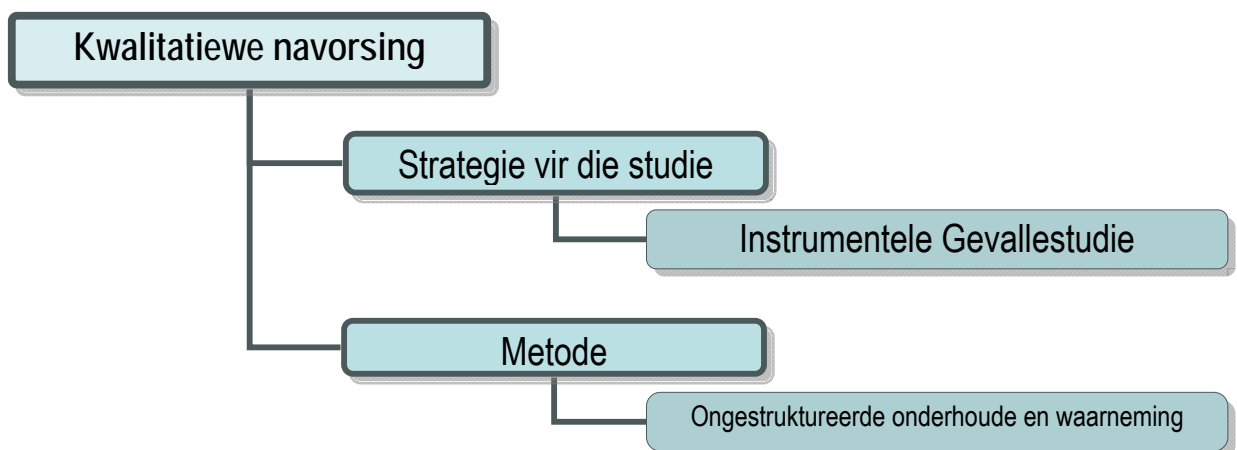 Kwalitatiewe navorsing
Strategie vir die studie
Instrumentele Gevallestudie
Metode
Ongestruktureerde onderhoude en waarneming